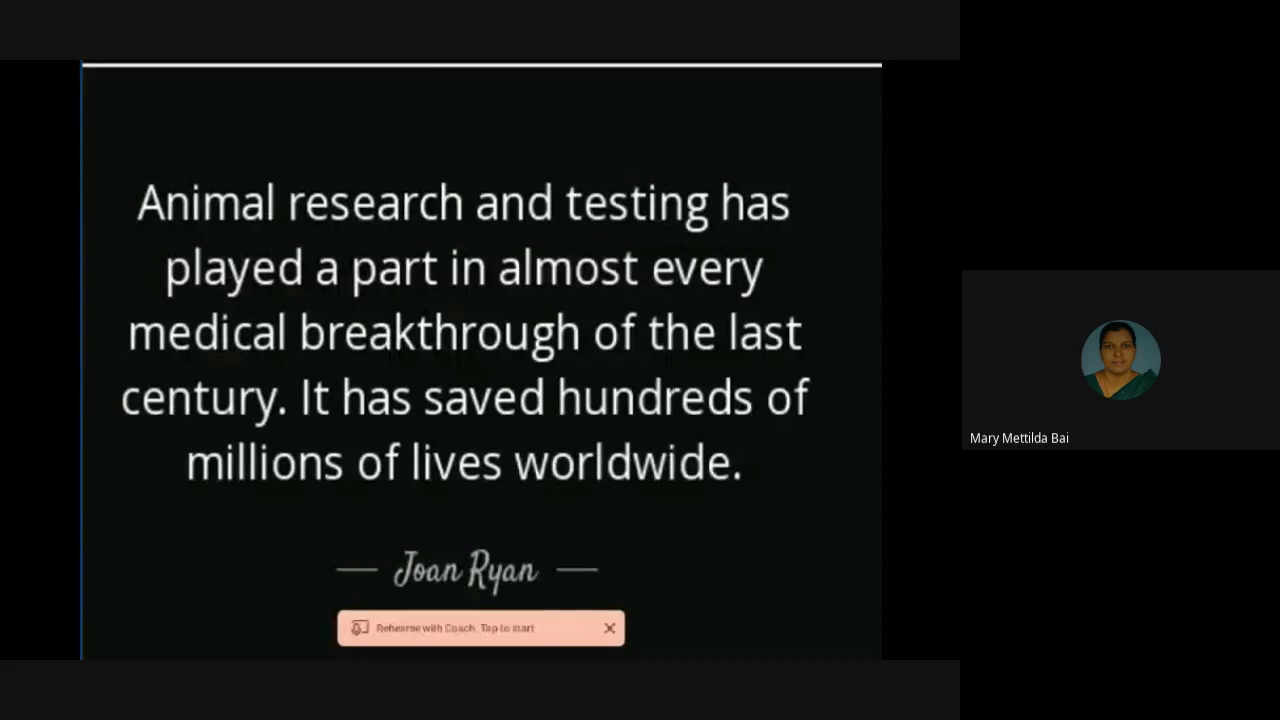 Animal research and testing has
played a part in almost every
medical breakthrough of the last
century. It has saved hundreds of
millions of lives worldwide.
Joan Ryan
Rehearse with Coach. Tap to start
Mary Mettilda Bai